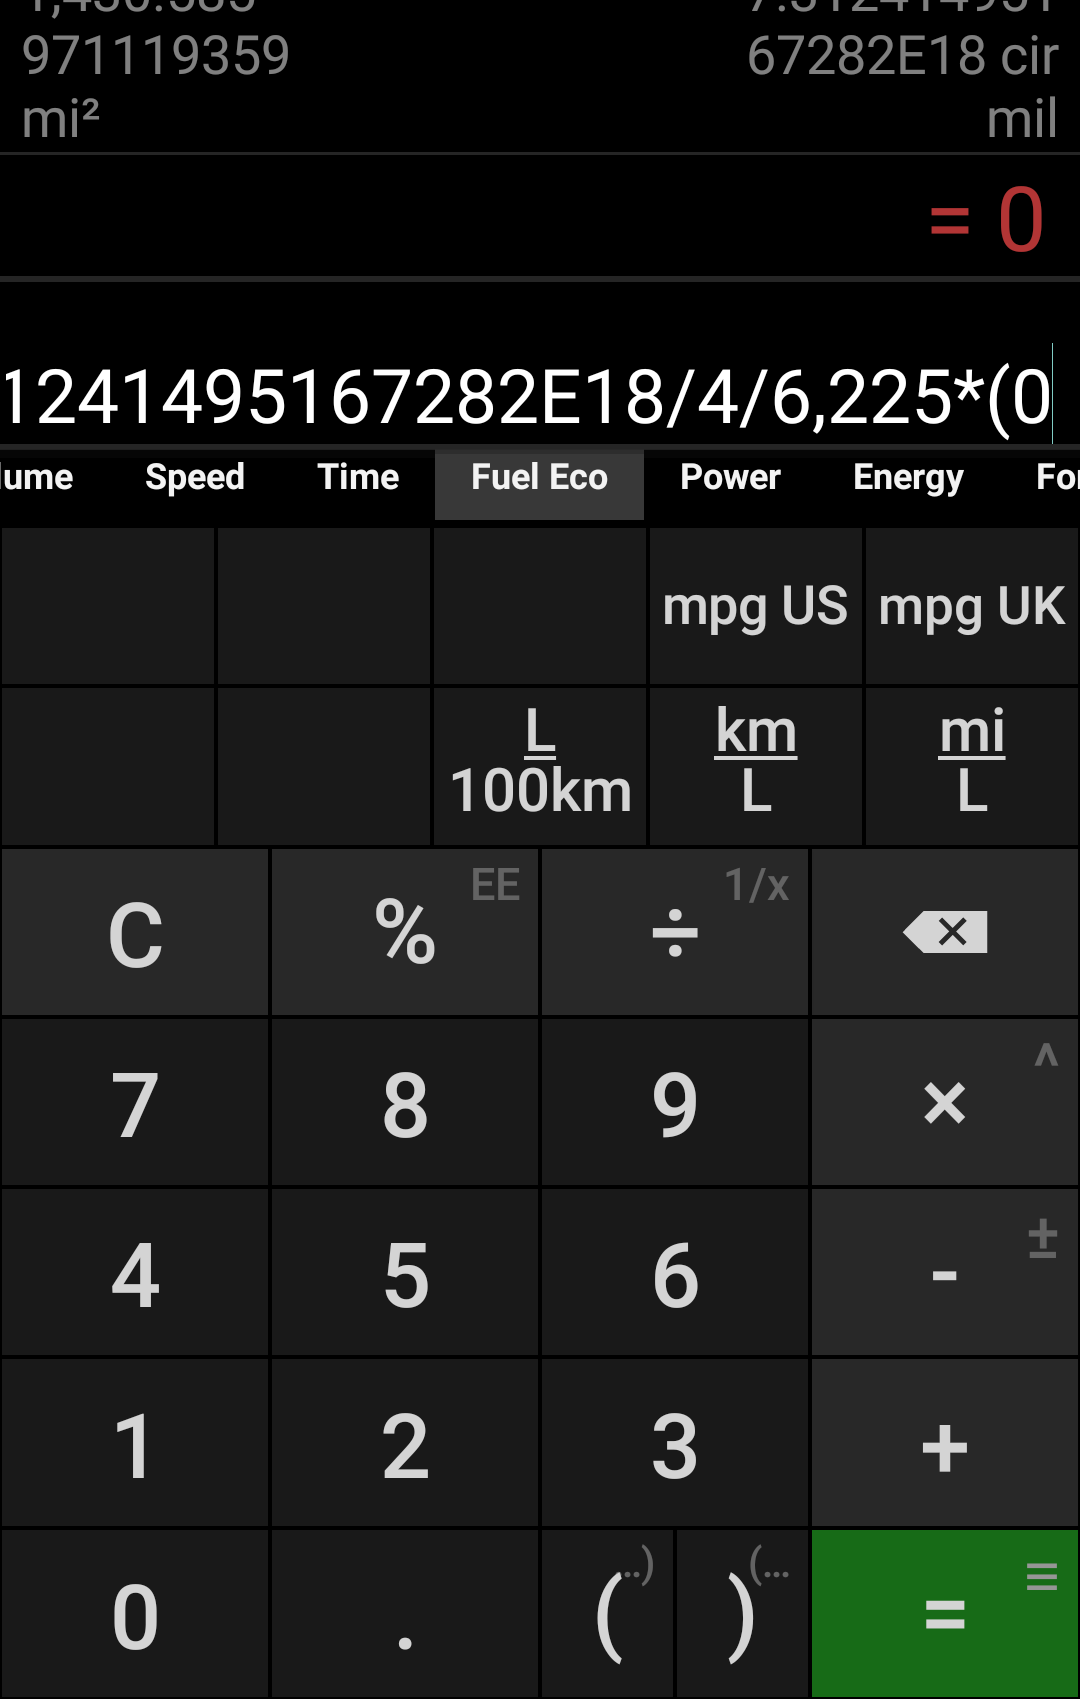 971119359
67282E18 cir
mi²
mil
= 0
1241495167282E18/4/6,225*(0
Speed Time Fuel Eco Power Energy
mpg US mpg UK
L
100km
km
L
mi
L
C % EE ÷ 1/x
7 8 9 × ^
4 5 6 - ±
1 2 3 +
0 . ( ..) ) (... = ≡